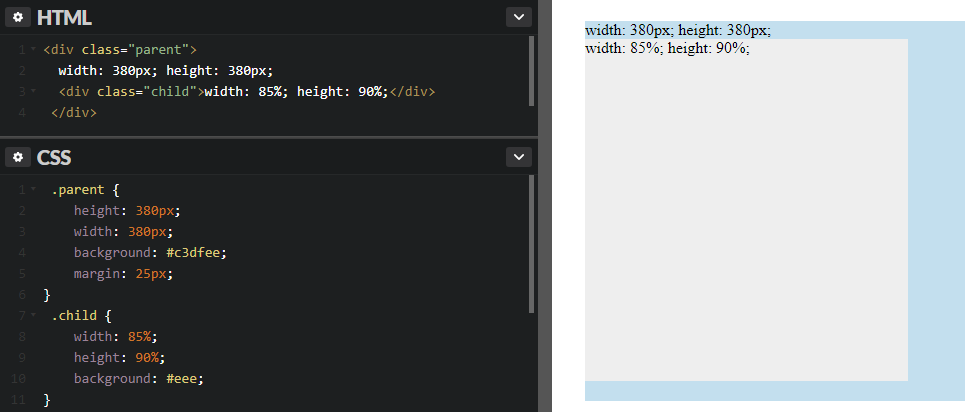 HTML
1 <div class="parent">
2 width: 380px; height: 380px;
3 <div class="child">width: 85%; height: 90%;</div>
4 </div>
CSS
1 .parent {
2 height: 380px;
3 width: 380px;
4 background: #c3dfee;
5 margin: 25px;
6 }
7 .child {
8 width: 85%;
9 height: 90%;
10 background: #eee;
11 }
width: 380px; height: 380px;
width: 85%; height: 90%;